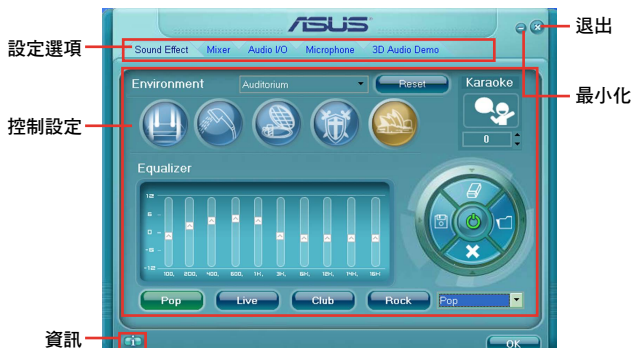 ASUS
退出
設定選項
Sound Effect Mixer Audio I/O Microphone 3D Audio Demo
Environment Auditorium Reset Karaoke
最小化
控制設定
0
Equalizer
12
6
0
-6
-12
100, 200, 400, 600, 1K, 3K, 6K, 12K, 14K, 16K
Pop Live Club Rock Pop
資訊
i
OK